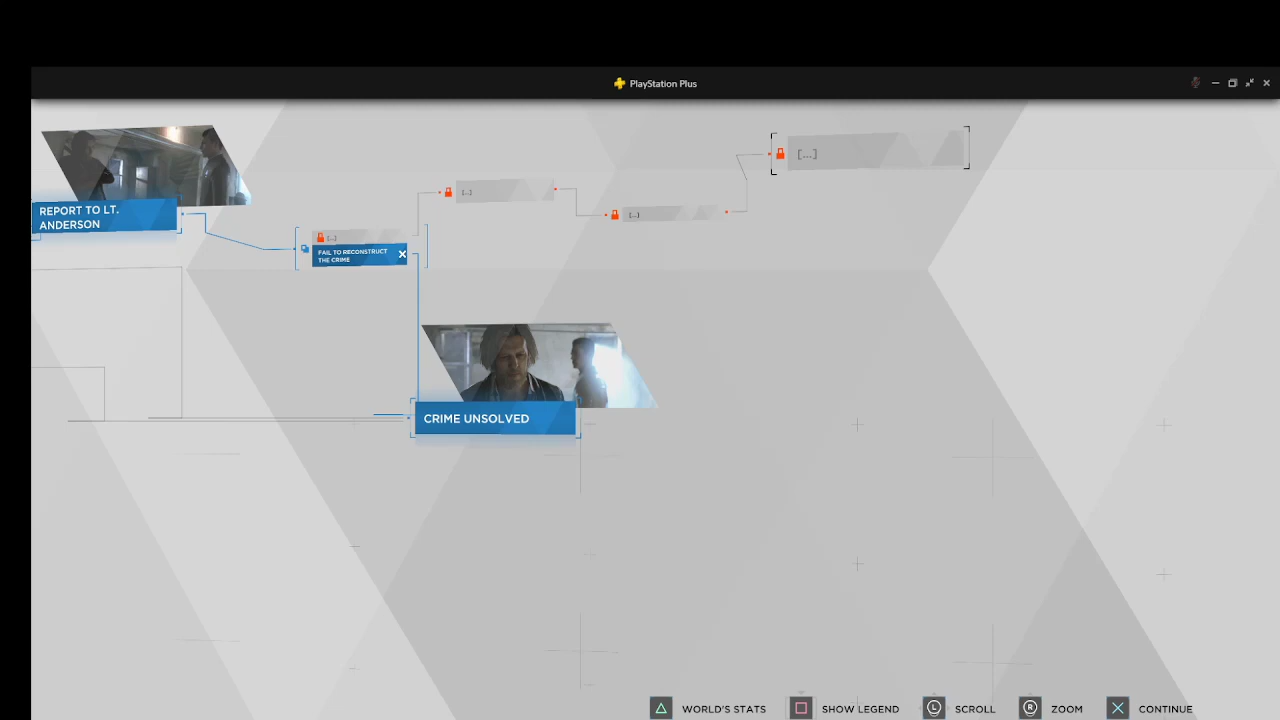 PlayStation Plus
REPORT TO LT.
ANDERSON
[...]
[...]
[...]
[...]
FAIL TO RECONSTRUCT
THE CRIME
CRIME UNSOLVED
WORLD'S STATS
SHOW LEGEND
L
SCROLL
R
ZOOM
CONTINUE